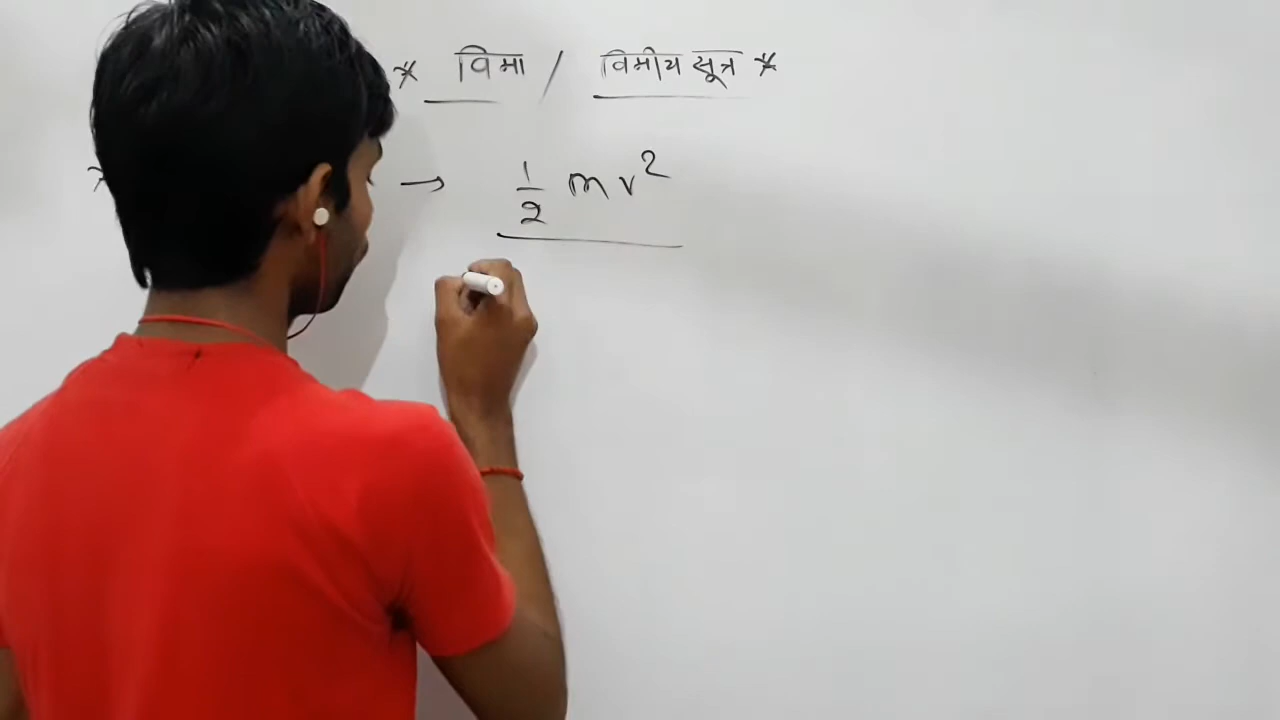 * विमा / विमीय सूत्र *
→ 1/2 mv²